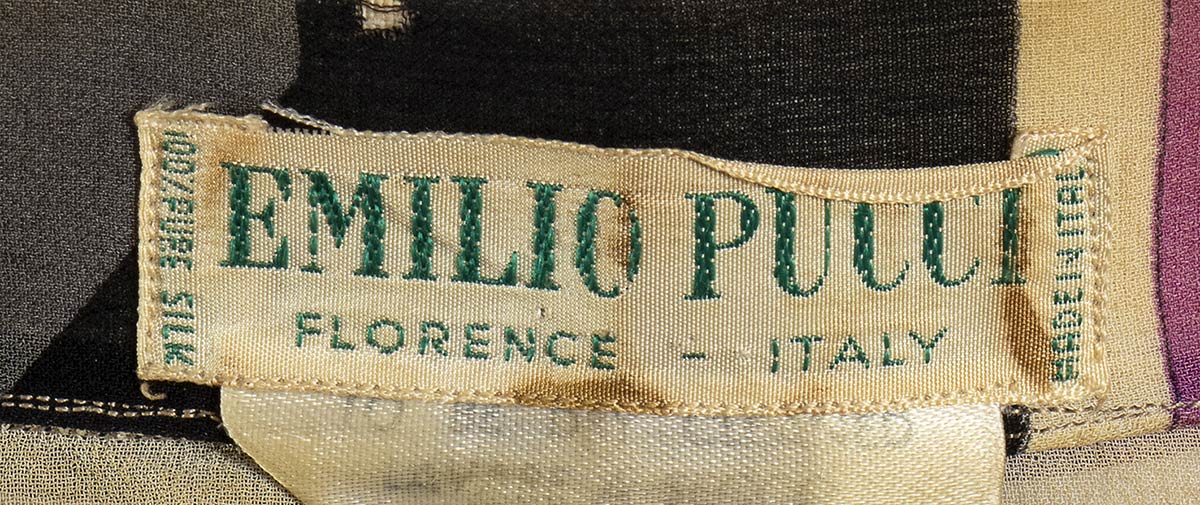 EMILIO PUCCI
FLORENCE - ITALY
100% PURE SILK
MADE IN ITALY